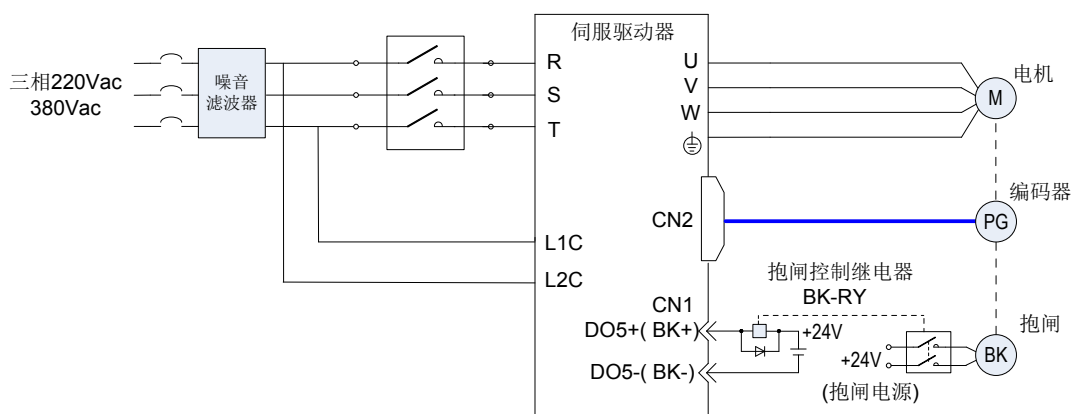 伺服驱动器
三相220Vac
380Vac
噪音
滤波器
R
S
T
L1C
L2C
U
V
W
M
电机
CN2
PG
编码器
CN1
DO5+( BK+)
DO5-( BK-)
抱闸控制继电器
BK-RY
+24V
+24V
(抱闸电源)
BK
抱闸